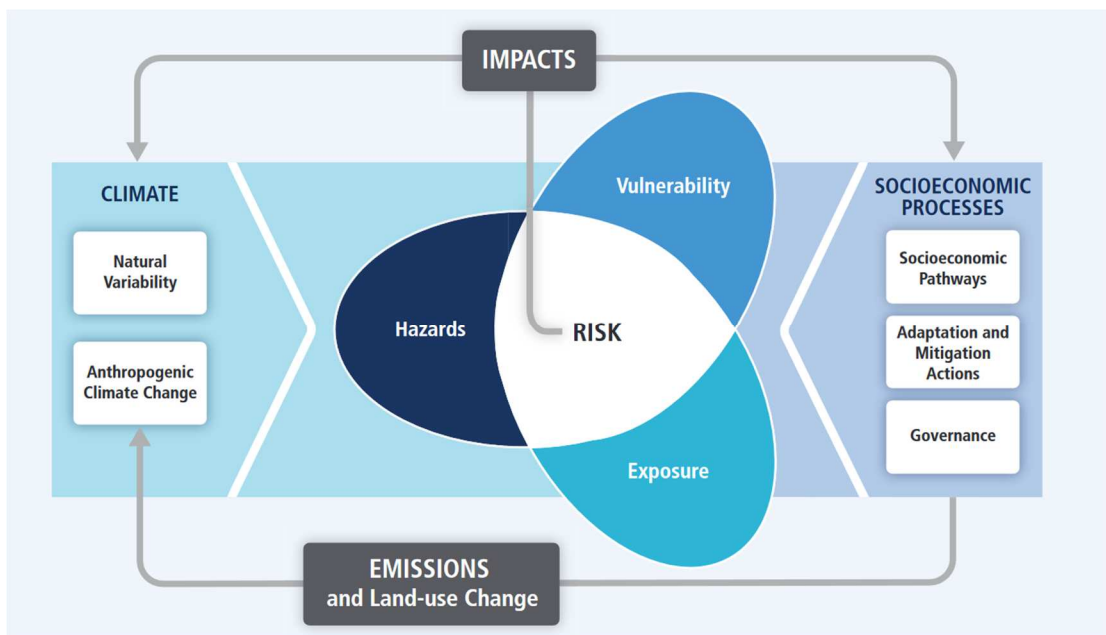 IMPACTS
CLIMATE
Natural
Variability
Anthropogenic
Climate Change
Vulnerability
Hazards
RISK
Exposure
SOCIOECONOMIC
PROCESSES
Socioeconomic
Pathways
Adaptation and
Mitigation
Actions
Governance
EMISSIONS
and Land-use Change